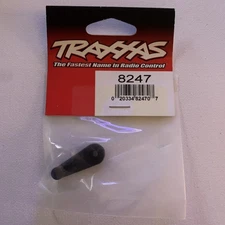 TRAXXAS
The Fastest Name in Radio Control
8247
0 20334 82470 7